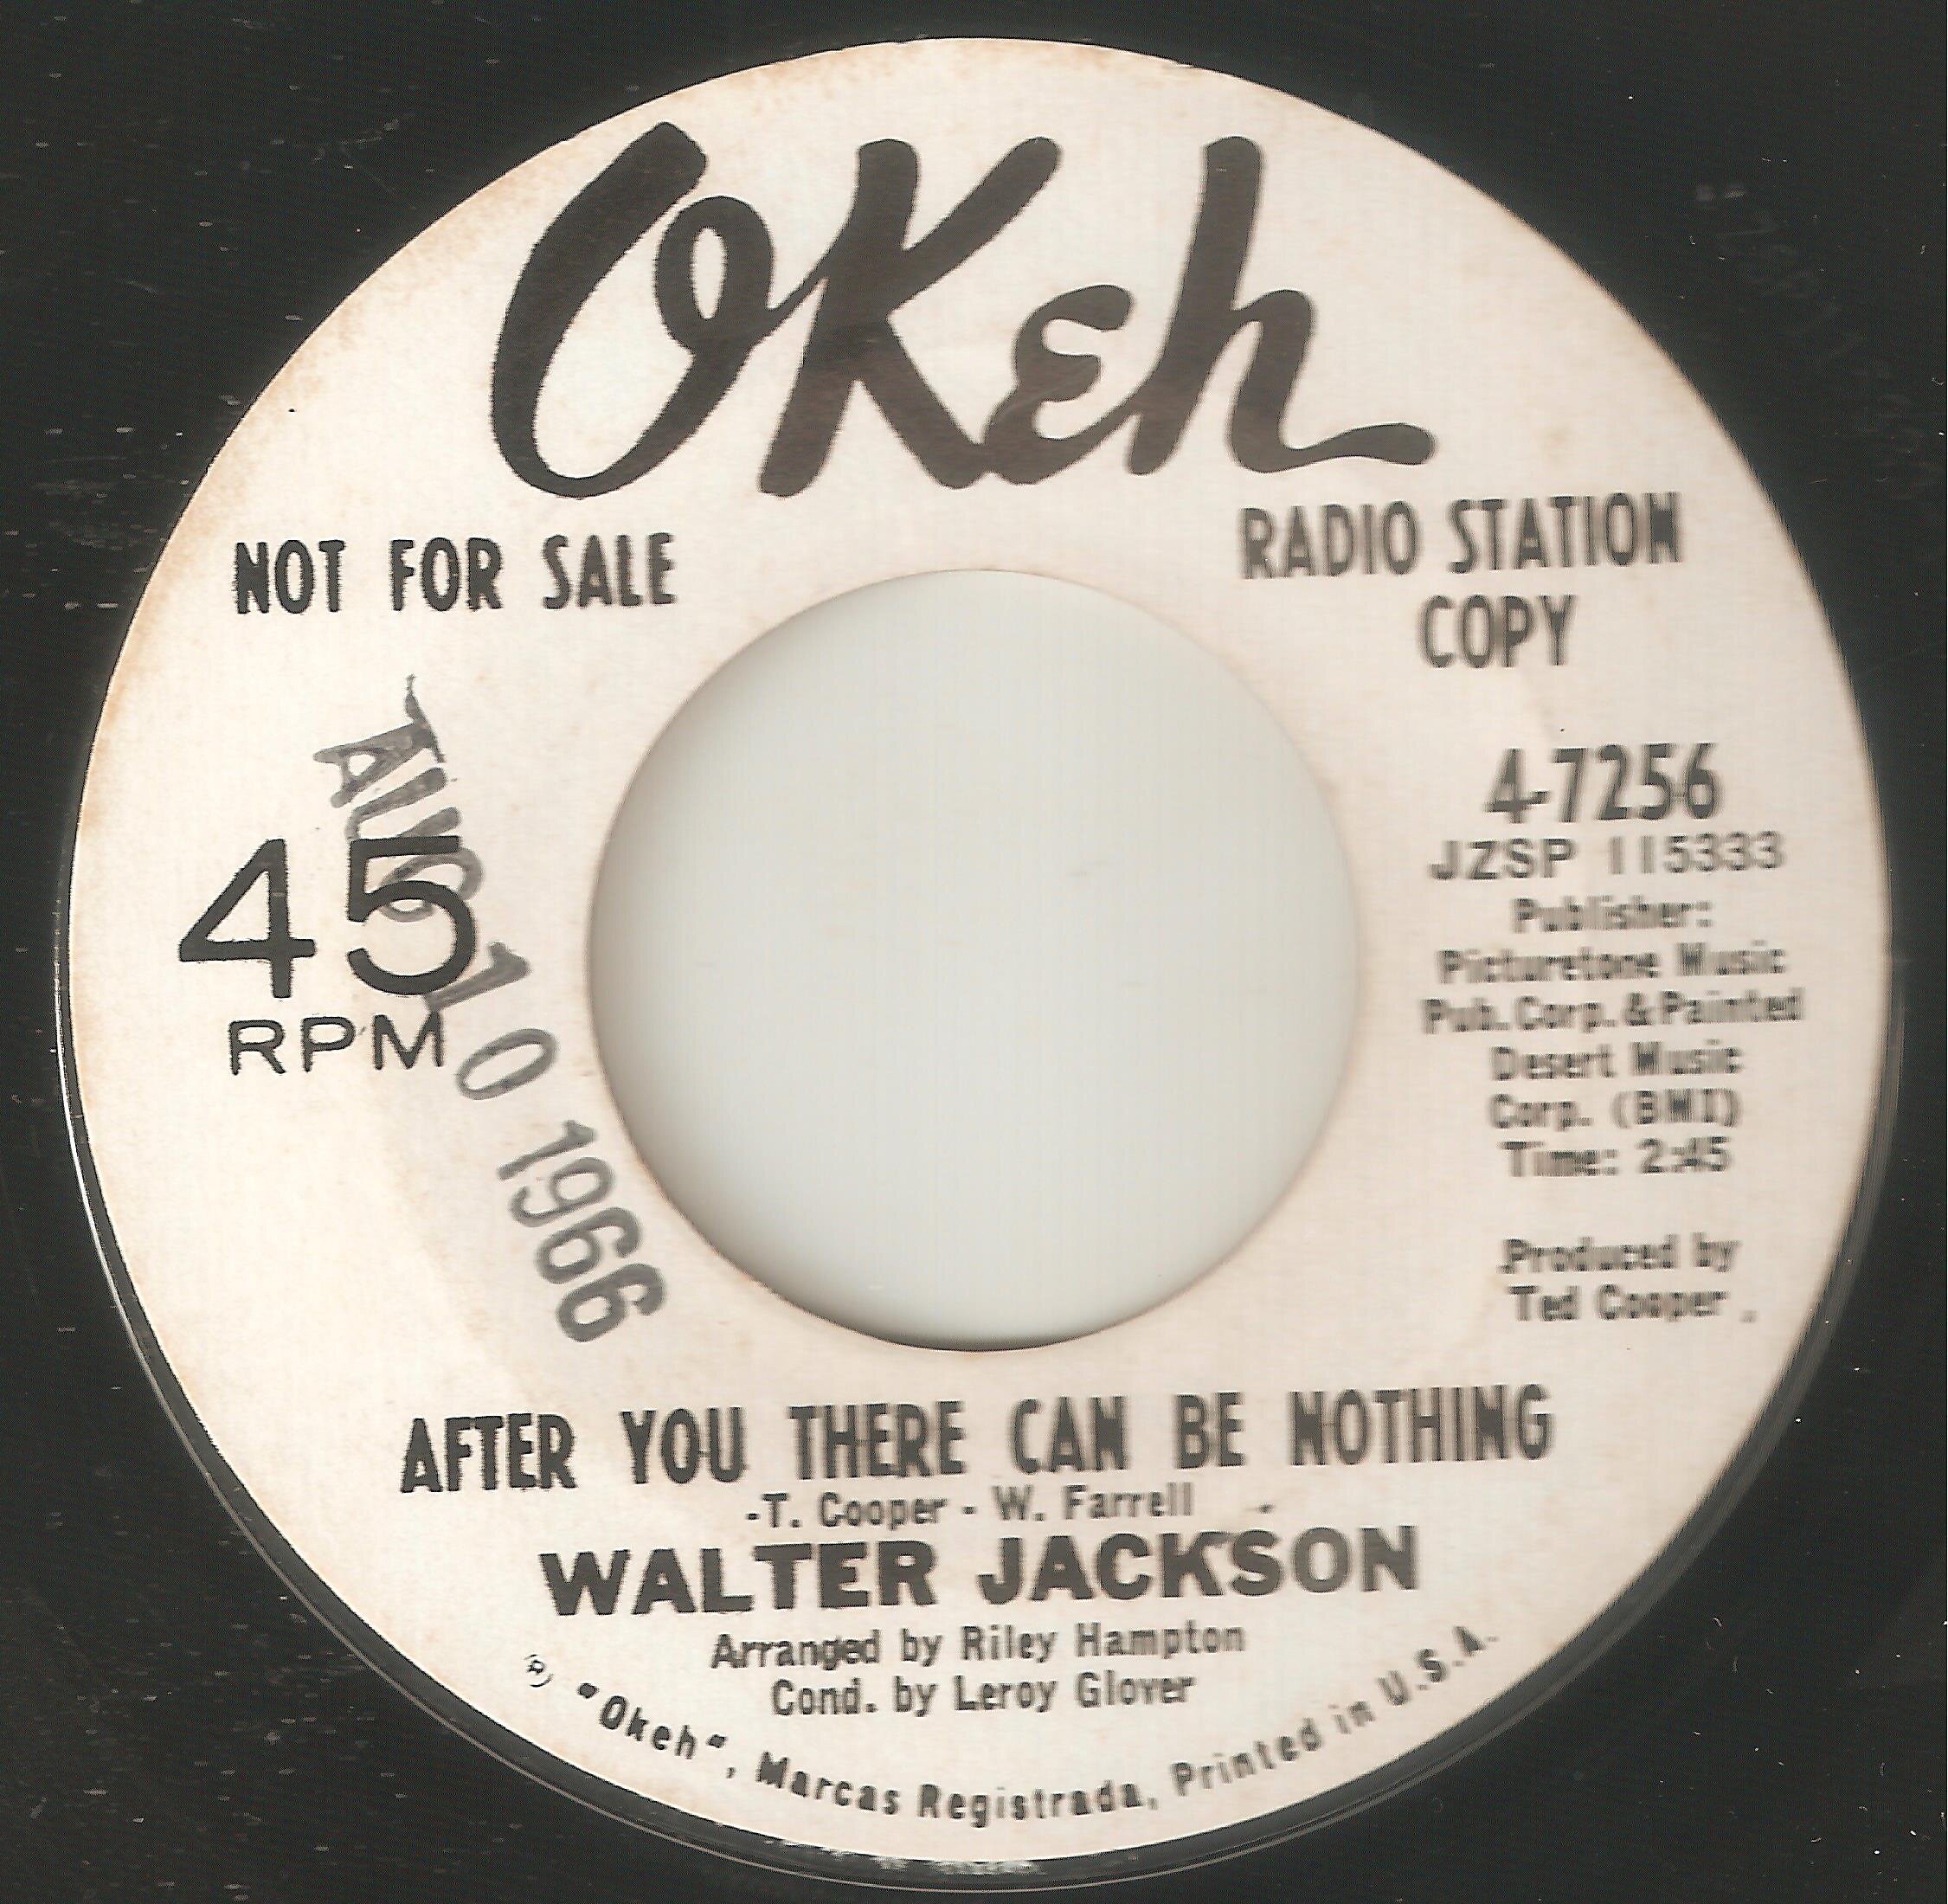 OKeh
NOT FOR SALE
RADIO STATION
COPY
AUG 10 1966
45
RPM
4-7256
JZSP 115333
Publisher:
Picturetone Music
Pub. Corp. & Painted
Desert Music
Corp. (BMI)
Time: 2:45
Produced by
Ted Cooper
AFTER YOU THERE CAN BE NOTHING
-T. Cooper - W. Farrell -
WALTER JACKSON
Arranged by Riley Hampton
Cond. by Leroy Glover
"Okeh", Marcas Registrada, Printed in U.S.A.